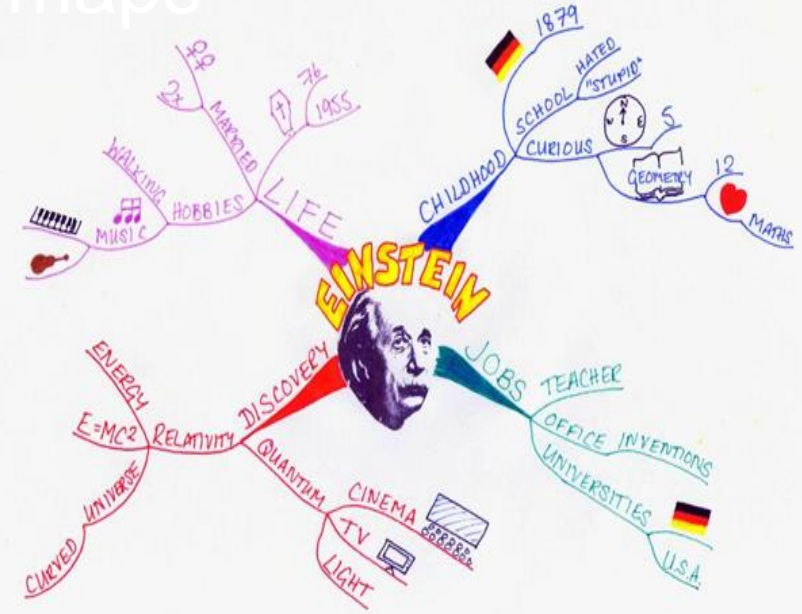 maps
EINSTEIN
CHILDHOOD
1879
SCHOOL
HATED
"STUPID"
CURIOUS
N
W E
S
5
GEOMETRY
12
MATHS
JOBS
TEACHER
OFFICE INVENTIONS
UNIVERSITIES
U.S.A.
DISCOVERY
QUANTUM
CINEMA
TV
LIGHT
RELATIVITY
ENERGY
E=MC2
UNIVERSE
CURVED
LIFE
HOBBIES
WALKING
MUSIC
MARRIED
2x
76
1955